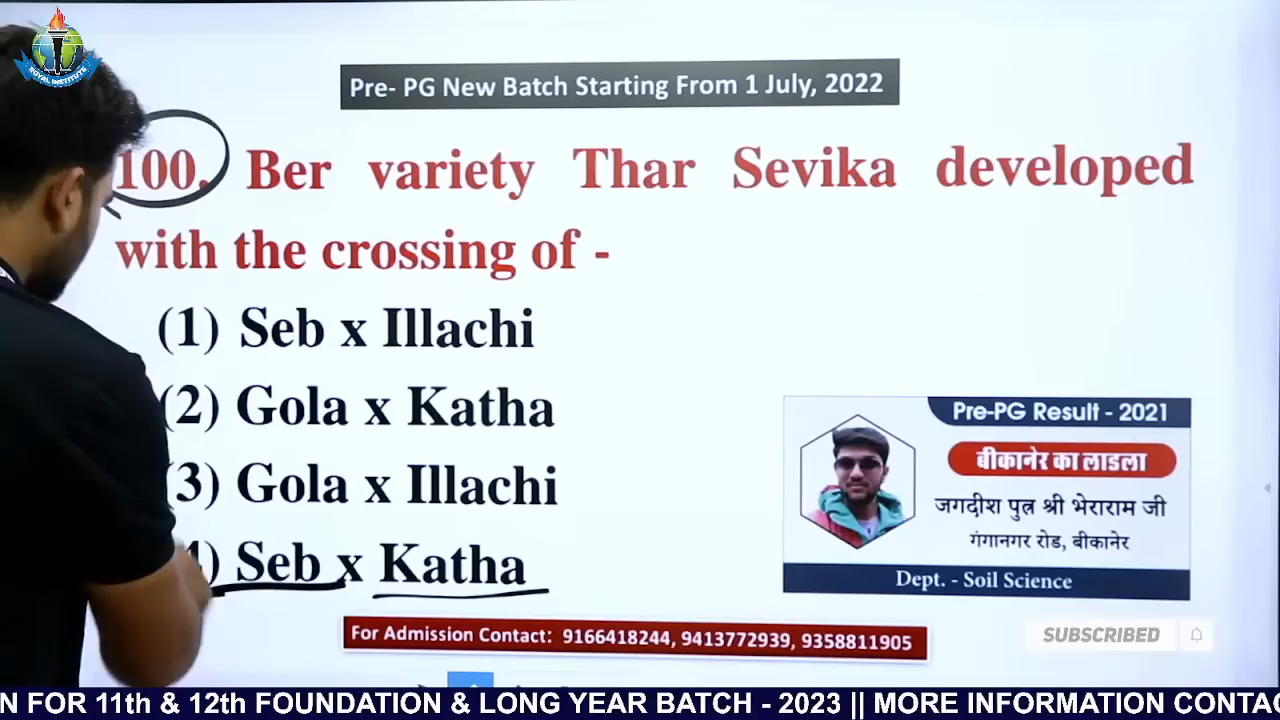 ROYAL INSTITUTE
Pre- PG New Batch Starting From 1 July, 2022
100. Ber variety Thar Sevika developed
with the crossing of -
(1) Seb x Illachi
(2) Gola x Katha
(3) Gola x Illachi
4) Seb x Katha
Pre-PG Result - 2021
बीकानेर का लाडला
जगदीश पुत्र श्री भेराराम जी
गंगानगर रोड, बीकानेर
Dept. - Soil Science
For Admission Contact: 9166418244, 9413772939, 9358811905
SUBSCRIBED
N FOR 11th & 12th FOUNDATION & LONG YEAR BATCH - 2023 || MORE INFORMATION CONTAC